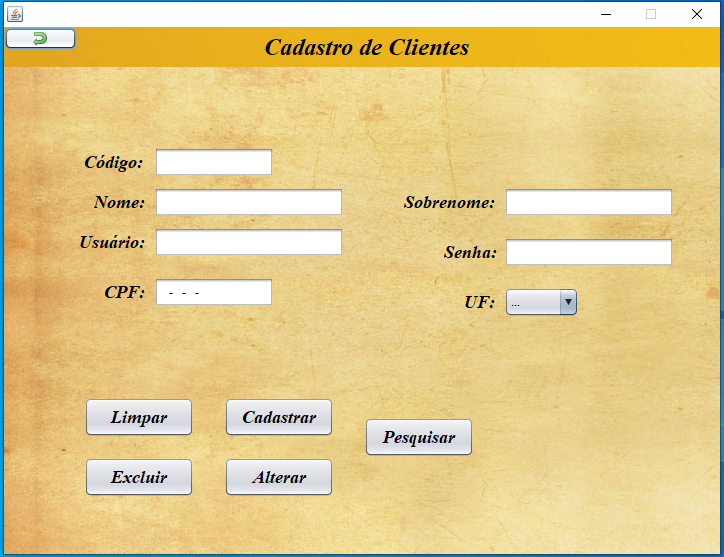 Cadastro de Clientes
Código:
Nome:
Sobrenome:
Usuário:
Senha:
CPF: - - -
UF: ...
Limpar
Cadastrar
Pesquisar
Excluir
Alterar